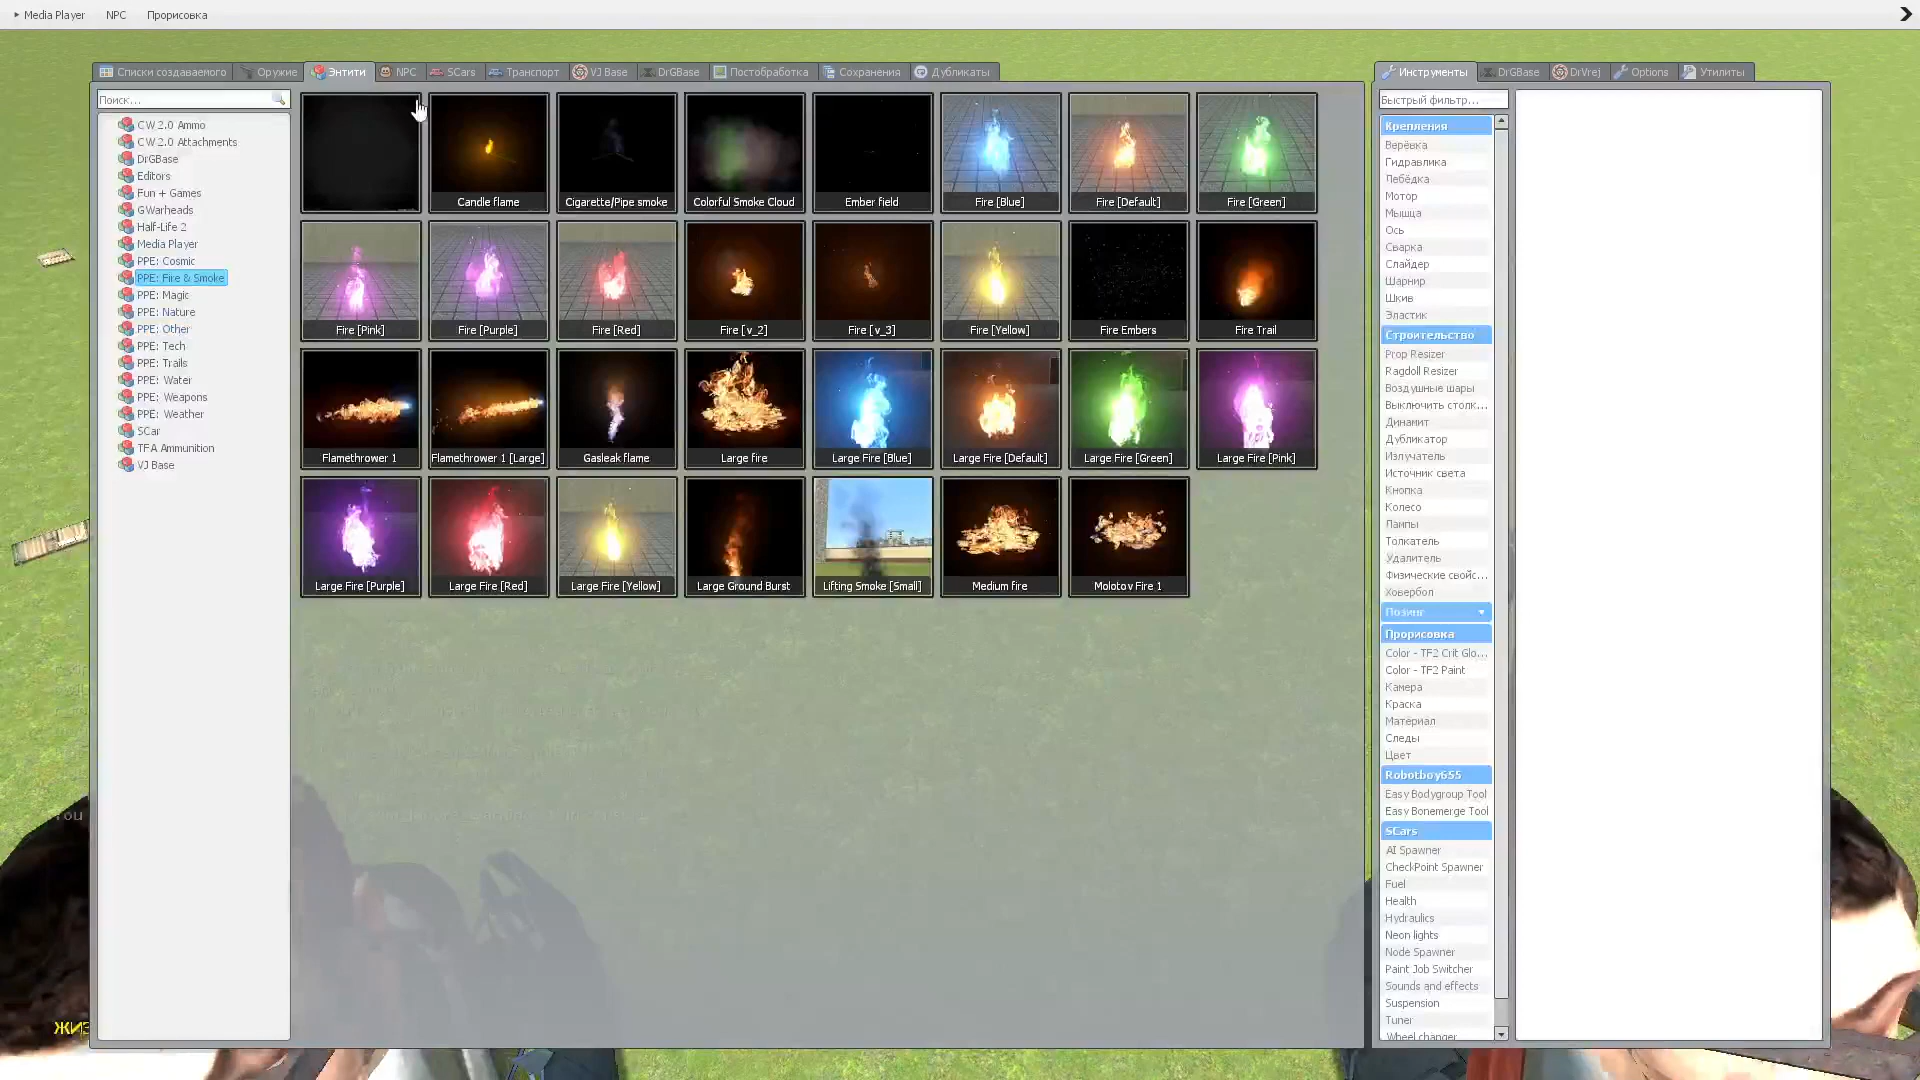 Media Player NPC Прорисовка
Списки создаваемого Оружие Энтити NPC SCars Транспорт VJ Base DrGBase Постобработка Сохранения Дубликаты
Поиск...
CW 2.0 Ammo
CW 2.0 Attachments
DrGBase
Editors
Fun + Games
GWarheads
Half-Life 2
Media Player
PPE: Cosmic
PPE: Fire & Smoke
PPE: Magic
PPE: Nature
PPE: Other
PPE: Tech
PPE: Trails
PPE: Water
PPE: Weapons
PPE: Weather
SCar
TFA Ammunition
VJ Base
Candle flame Cigarette/Pipe smoke Colorful Smoke Cloud Ember field Fire [Blue] Fire [Default] Fire [Green]
Fire [Pink] Fire [Purple] Fire [Red] Fire [v_2] Fire [v_3] Fire [Yellow] Fire Embers Fire Trail
Flamethrower 1 Flamethrower 1 [Large] Gasleak flame Large fire Large Fire [Blue] Large Fire [Default] Large Fire [Green] Large Fire [Pink]
Large Fire [Purple] Large Fire [Red] Large Fire [Yellow] Large Ground Burst Lifting Smoke [Small] Medium fire Molotov Fire 1
You
ЖИЗ
Инструменты DrGBase DrVrej Options Утилиты
Быстрый фильтр...
Крепления
Верёвка
Гидравлика
Лебёдка
Мотор
Мышца
Ось
Сварка
Слайдер
Шарнир
Шкив
Эластик
Строительство
Prop Resizer
Ragdoll Resizer
Воздушные шары
Выключить столк...
Динамит
Дубликатор
Излучатель
Источник света
Кнопка
Колесо
Лампы
Толкатель
Удалитель
Физические свойс...
Ховербол
Позинг
Прорисовка
Color - TF2 Crit Glo...
Color - TF2 Paint
Камера
Краска
Материал
Следы
Цвет
Robotboy655
Easy Bodygroup Tool
Easy Bonemerge Tool
SCars
AI Spawner
CheckPoint Spawner
Fuel
Health
Hydraulics
Neon lights
Node Spawner
Paint Job Switcher
Sounds and effects
Suspension
Tuner
Wheel changer